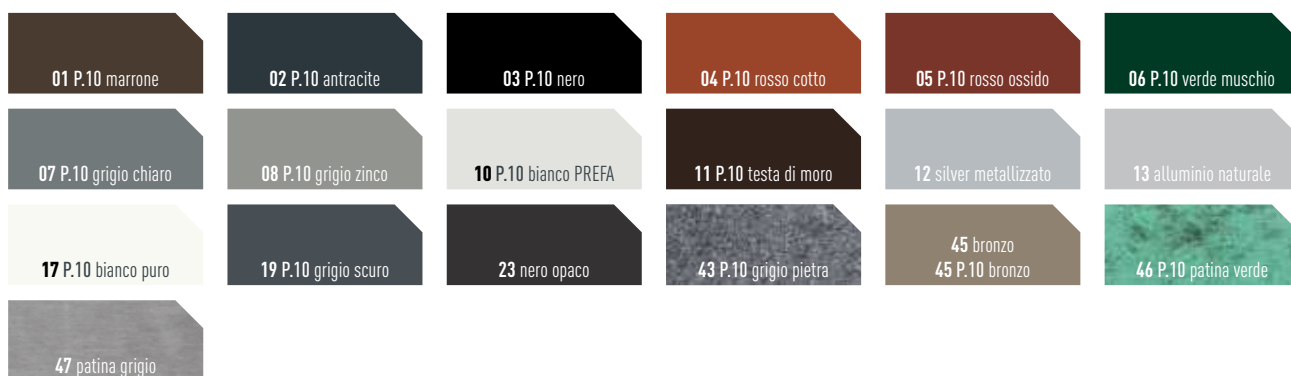 01 P.10 marrone
02 P.10 antracite
03 P.10 nero
04 P.10 rosso cotto
05 P.10 rosso ossido
06 P.10 verde muschio
07 P.10 grigio chiaro
08 P.10 grigio zinco
10 P.10 bianco PREFA
11 P.10 testa di moro
12 silver metallizzato
13 alluminio naturale
17 P.10 bianco puro
19 P.10 grigio scuro
23 nero opaco
43 P.10 grigio pietra
45 bronzo
45 P.10 bronzo
46 P.10 patina verde
47 patina grigio